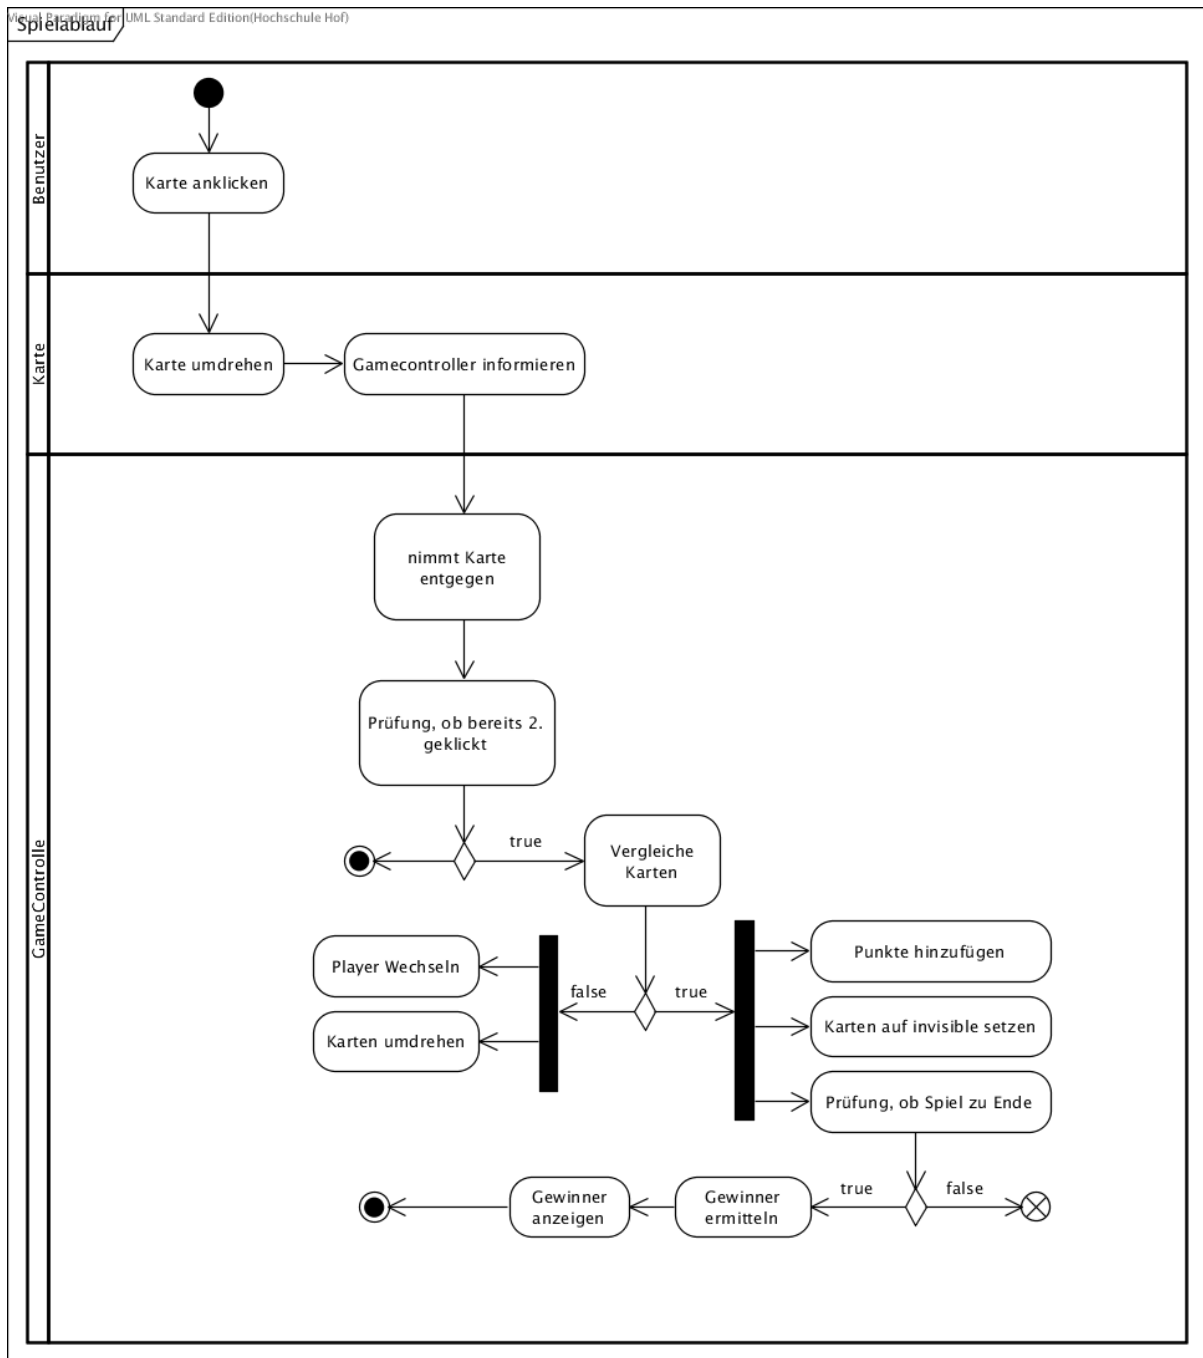 Visual Paradigm for UML Standard Edition(Hochschule Hof)
Spielablauf
Benutzer
Karte anklicken
Karte
Karte umdrehen
Gamecontroller informieren
GameControlle
nimmt Karte
entgegen
Prüfung, ob bereits 2.
geklickt
true
Vergleiche
Karten
Player Wechseln
Karten umdrehen
false
true
Punkte hinzufügen
Karten auf invisible setzen
Prüfung, ob Spiel zu Ende
Gewinner
anzeigen
Gewinner
ermitteln
true
false